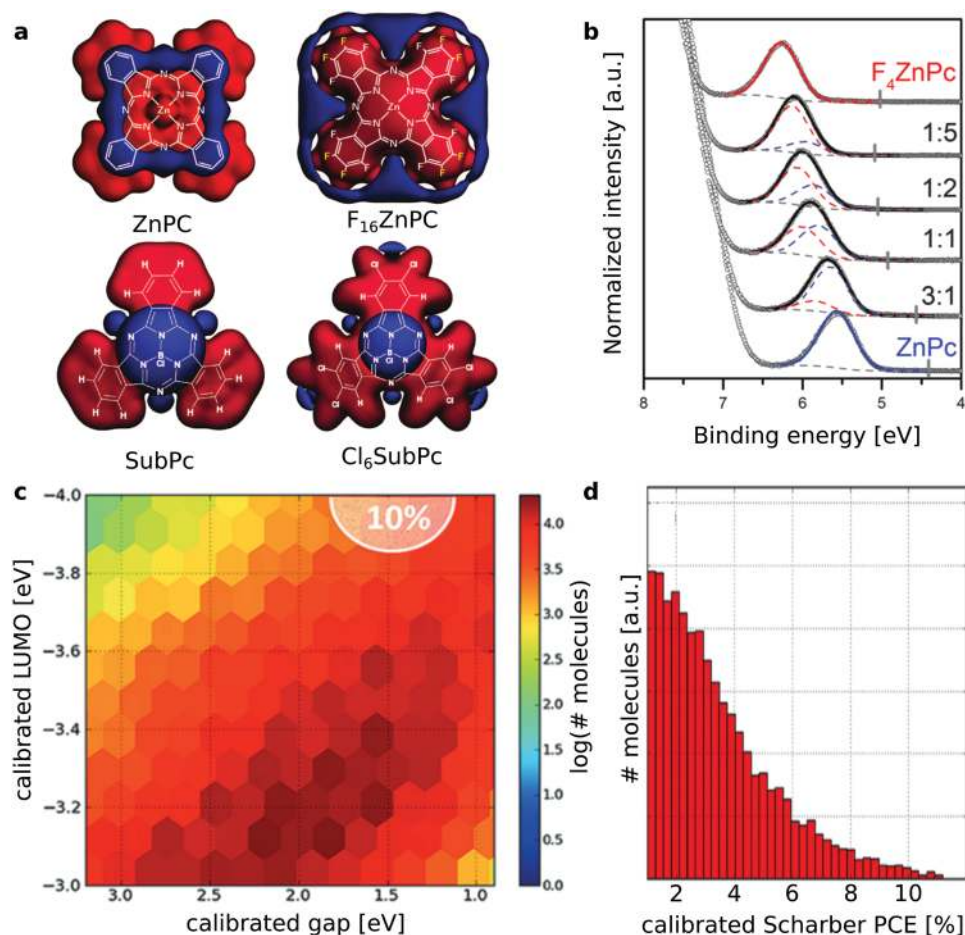 a
ZnPC
F₁₆ZnPC
SubPc
Cl₆SubPc
b
Normalized intensity [a.u.]
F₄ZnPc
1:5
1:2
1:1
3:1
ZnPc
8 7 6 5 4
Binding energy [eV]
c
calibrated LUMO [eV]
−4.0
−3.8
−3.6
−3.4
−3.2
−3.0
10%
3.0 2.5 2.0 1.5 1.0
calibrated gap [eV]
4.0
3.5
3.0
2.5
2.0
1.5
1.0
0.5
0.0
log(# molecules)
d
# molecules [a.u.]
2 4 6 8 10
calibrated Scharber PCE [%]